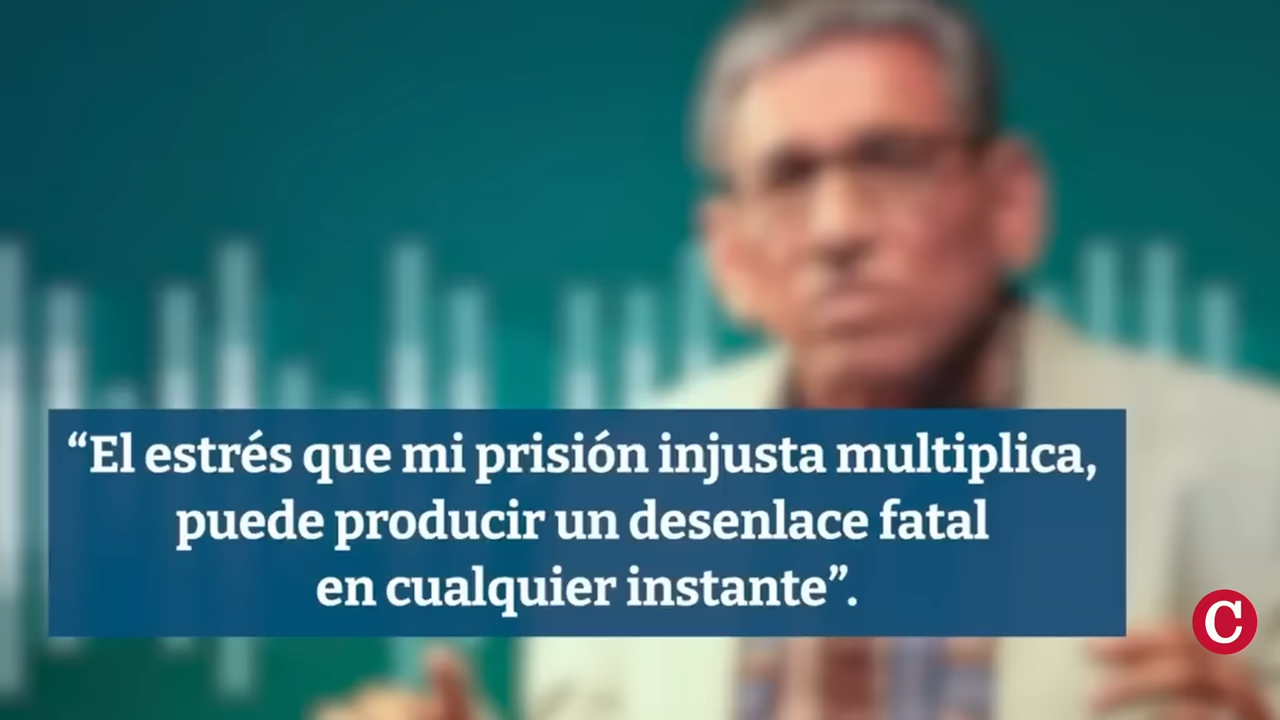 “El estrés que mi prisión injusta multiplica,
puede producir un desenlace fatal
en cualquier instante”.
C